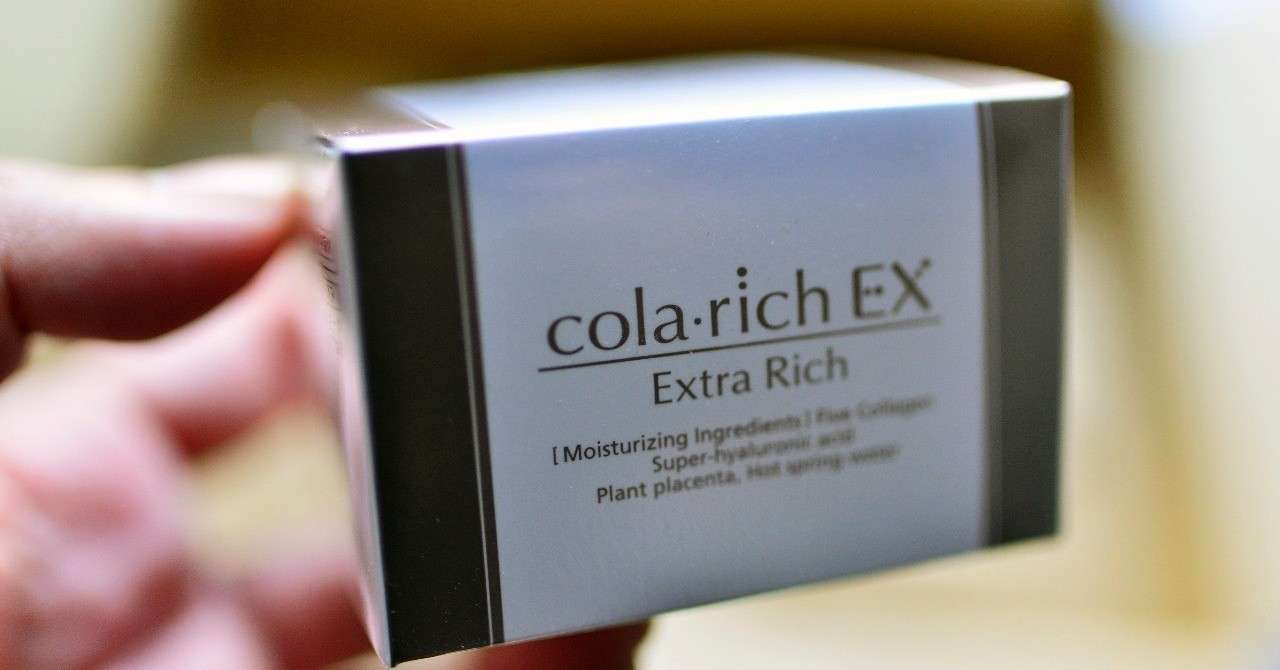 cola·rich EX
Extra Rich
[Moisturizing Ingredients] Five Collagen
Super-hyaluronic acid
Plant placenta, Hot spring water